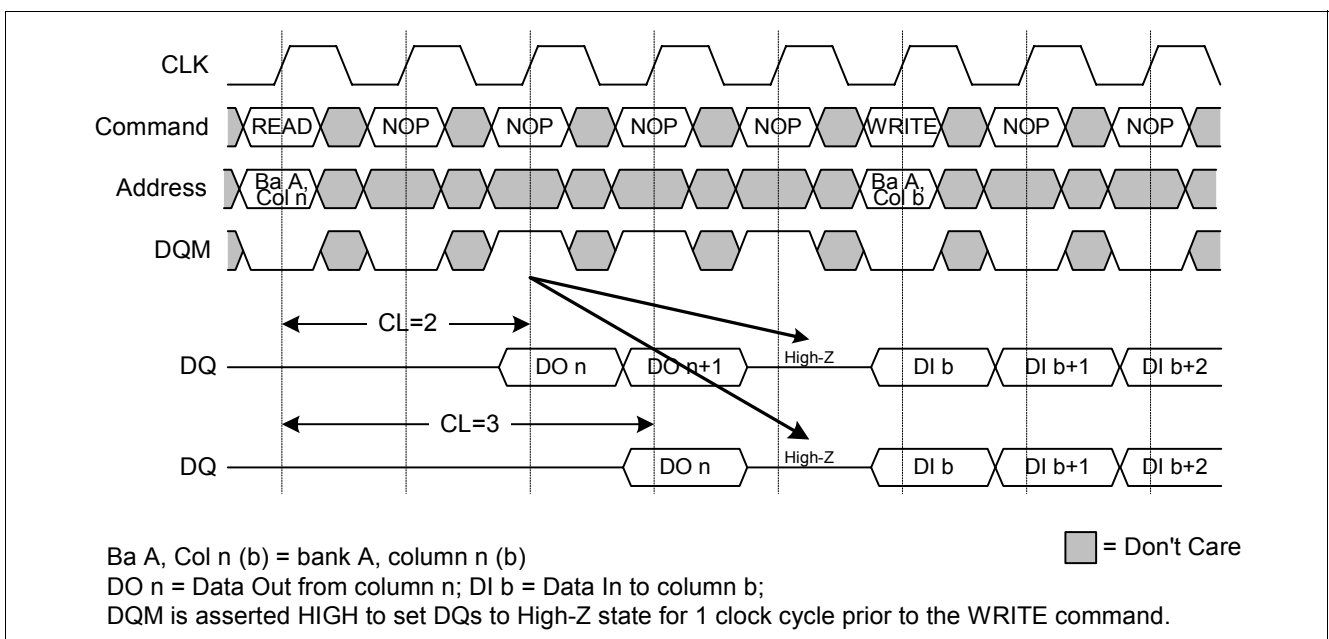 CLK
Command READ NOP NOP NOP NOP WRITE NOP NOP
Address Ba A, Col n Ba A, Col b
DQM
CL=2
DQ DO n DO n+1 High-Z DI b DI b+1 DI b+2
CL=3
DQ DO n High-Z DI b DI b+1 DI b+2
Ba A, Col n (b) = bank A, column n (b)
= Don't Care
DO n = Data Out from column n; DI b = Data In to column b;
DQM is asserted HIGH to set DQs to High-Z state for 1 clock cycle prior to the WRITE command.